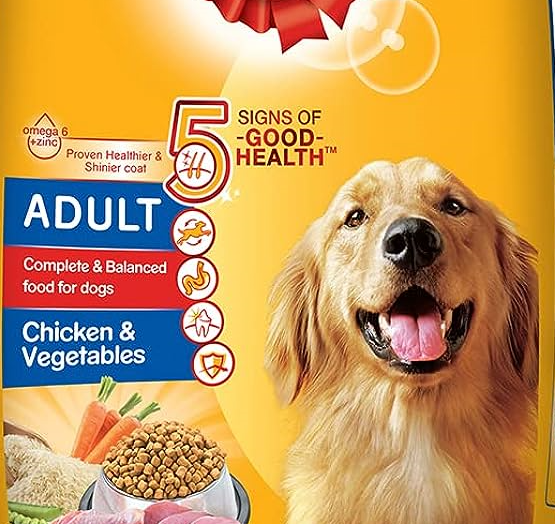 5
SIGNS OF
-GOOD-
HEALTH™
omega 6
+zinc
Proven Healthier &
Shinier coat
ADULT
Complete & Balanced
food for dogs
Chicken &
Vegetables